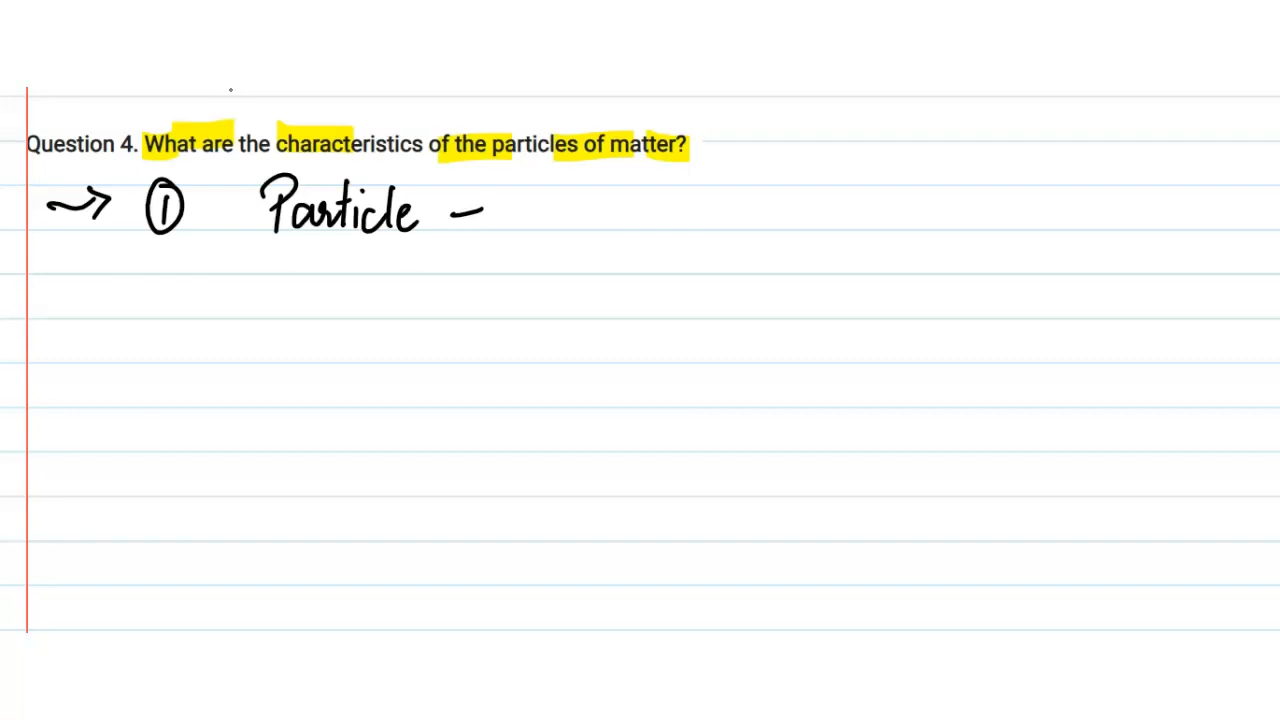 Question 4. What are the characteristics of the particles of matter?
→ ① Particle -